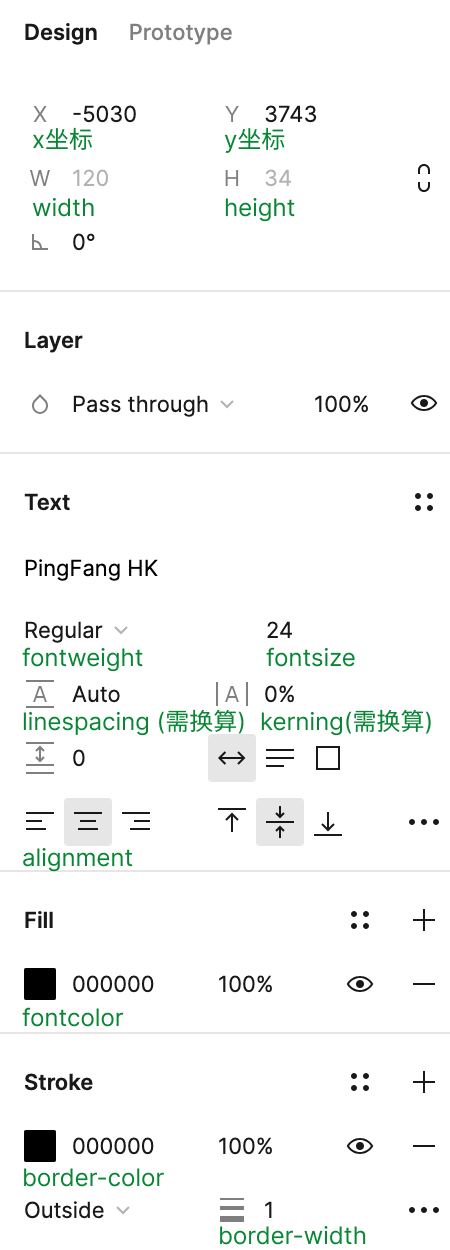 Design Prototype
X -5030 Y 3743
x坐标 y坐标
W 120 H 34
width height
0°
Layer
Pass through 100%
Text
PingFang HK
Regular 24
fontweight fontsize
A Auto |A| 0%
linespacing (需换算) kerning(需换算)
0
alignment
Fill
000000 100%
fontcolor
Stroke
000000 100%
border-color
Outside 1
border-width